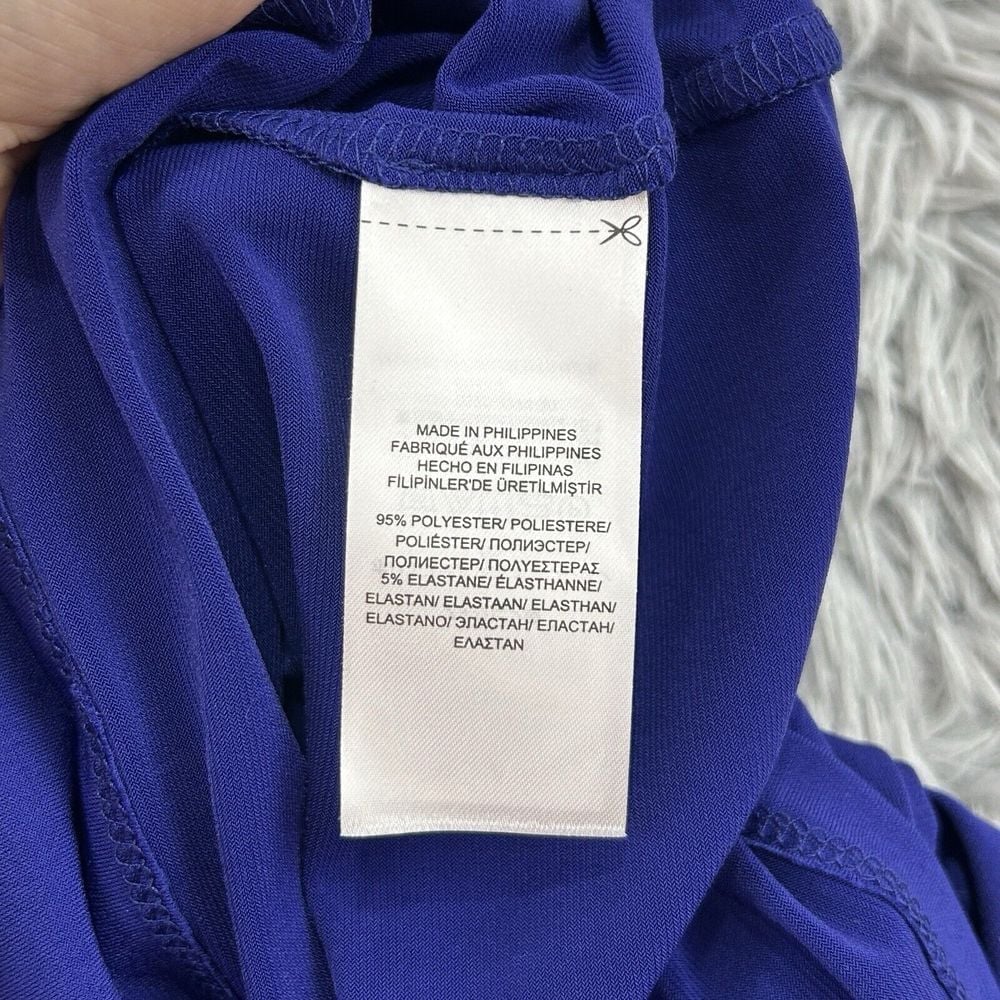 MADE IN PHILIPPINES
FABRIQUÉ AUX PHILIPPINES
HECHO EN FILIPINAS
FİLİPİNLER'DE ÜRETİLMİŞTİR
95% POLYESTER/ POLIESTERE/
POLIÉSTER/ ПОЛИЭСТЕР/
ПОЛИЕСТЕР/ ΠΟΛΥΕΣΤΕΡΑΣ
5% ELASTANE/ ÉLASTHANNE/
ELASTAN/ ELASTAAN/ ELASTHAN/
ELASTANO/ ЭЛАСТАН/ ЕЛАСТАН/
ΕΛΑΣΤΑΝ